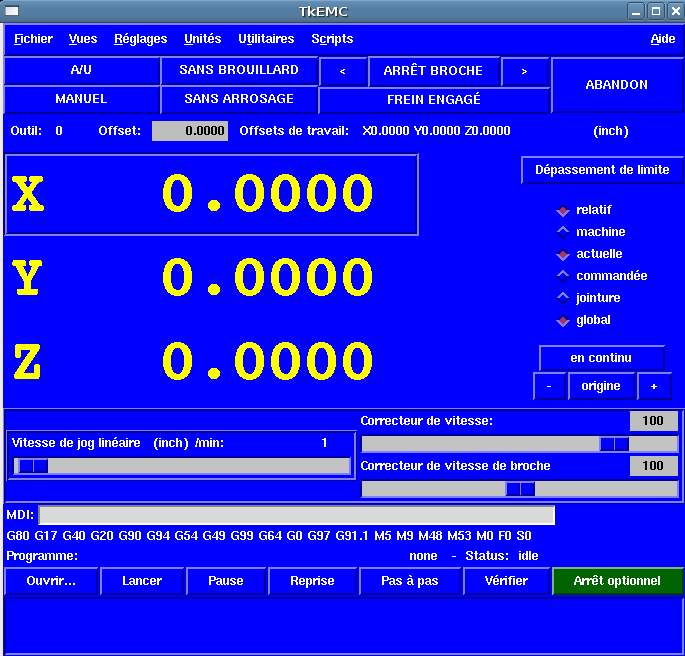 TkEMC
Fichier Vues Réglages Unités Utilitaires Scripts Aide
A/U SANS BROUILLARD < ARRÊT BROCHE > ABANDON
MANUEL SANS ARROSAGE FREIN ENGAGÉ
Outil: 0 Offset: 0.0000 Offsets de travail: X0.0000 Y0.0000 Z0.0000 (inch)
Dépassement de limite
X 0.0000
relatif
machine
actuelle
Y 0.0000
commandée
jointure
global
Z 0.0000
en continu
- origine +
Correcteur de vitesse: 100
Vitesse de jog linéaire (inch) /min: 1
Correcteur de vitesse de broche 100
MDI:
G80 G17 G40 G20 G90 G94 G54 G49 G99 G64 G0 G97 G91.1 M5 M9 M48 M53 M0 F0 S0
Programme: none - Status: idle
Ouvrir... Lancer Pause Reprise Pas à pas Vérifier Arrêt optionnel